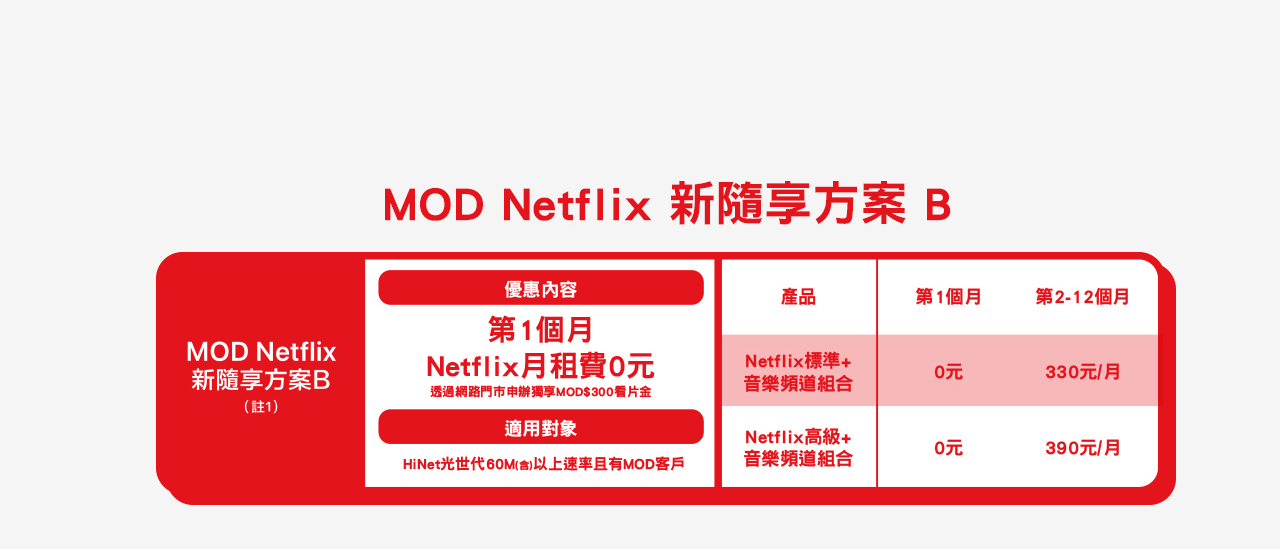 MOD Netflix 新隨享方案 B
MOD Netflix
新隨享方案B
（註1）
優惠內容
第1個月
Netflix月租費0元
透過網路門市申辦獨享MOD$300看片金
適用對象
HiNet光世代60M(含)以上速率且有MOD客戶
產品 第1個月 第2-12個月
Netflix標準+
音樂頻道組合
0元 330元/月
Netflix高級+
音樂頻道組合
0元 390元/月